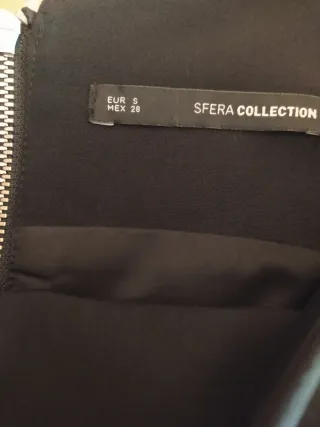 EUR S
MEX 28
SFERA COLLECTION